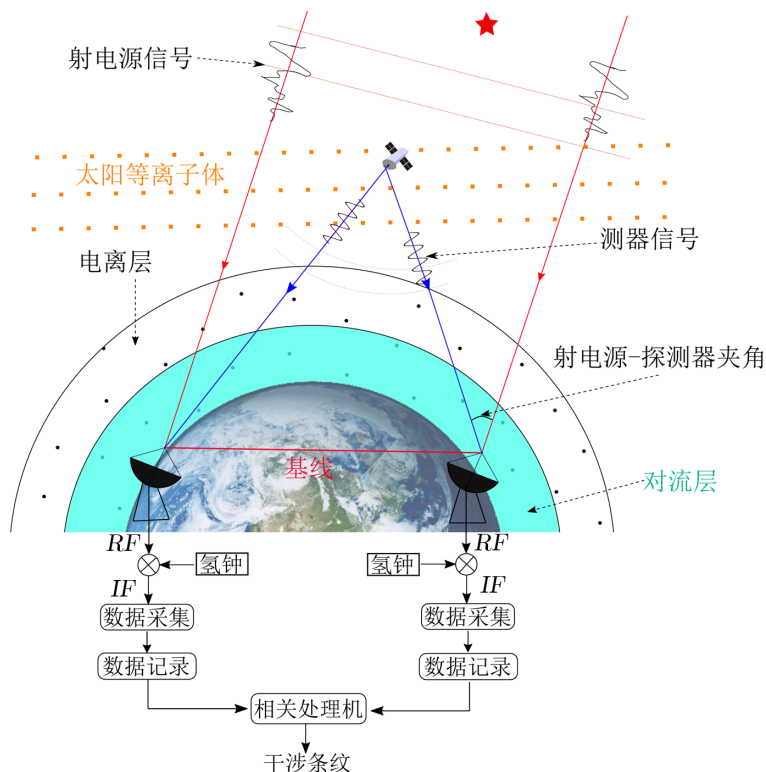 射电源信号
太阳等离子体
测器信号
电离层
射电源-探测器夹角
基线
对流层
RF
RF
氢钟
氢钟
IF
IF
数据采集
数据采集
数据记录
数据记录
相关处理机
干涉条纹